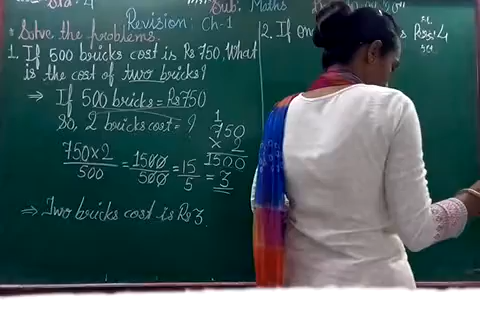 Std: 4
Sub: Maths
Revision: Ch-1
Solve the problems.
1. If 500 bricks cost is Rs 750, What
is the cost of two bricks?
⇒ If 500 bricks = Rs 750
So, 2 bricks cost = ?
1
750
× 2
1500
750×2/500 = 1500/500 = 15/5 = 3
⇒ Two bricks cost is Rs 3.
2. If